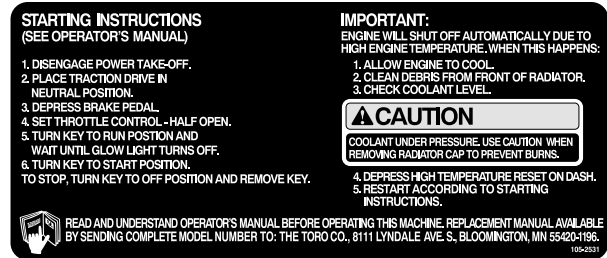 STARTING INSTRUCTIONS
(SEE OPERATOR'S MANUAL)
1. DISENGAGE POWER TAKE-OFF.
2. PLACE TRACTION DRIVE IN
NEUTRAL POSITION.
3. DEPRESS BRAKE PEDAL.
4. SET THROTTLE CONTROL - HALF OPEN.
5. TURN KEY TO RUN POSTION AND
WAIT UNTIL GLOW LIGHT TURNS OFF.
6. TURN KEY TO START POSITION.
TO STOP, TURN KEY TO OFF POSITION AND REMOVE KEY.
IMPORTANT:
ENGINE WILL SHUT OFF AUTOMATICALLY DUE TO
HIGH ENGINE TEMPERATURE. WHEN THIS HAPPENS:
1. ALLOW ENGINE TO COOL.
2. CLEAN DEBRIS FROM FRONT OF RADIATOR.
3. CHECK COOLANT LEVEL.
CAUTION
COOLANT UNDER PRESSURE. USE CAUTION WHEN
REMOVING RADIATOR CAP TO PREVENT BURNS.
4. DEPRESS HIGH TEMPERATURE RESET ON DASH.
5. RESTART ACCORDING TO STARTING
INSTRUCTIONS.
READ AND UNDERSTAND OPERATOR'S MANUAL BEFORE OPERATING THIS MACHINE. REPLACEMENT MANUAL AVAILABLE
BY SENDING COMPLETE MODEL NUMBER TO: THE TORO CO., 8111 LYNDALE AVE. S., BLOOMINGTON, MN 55420-1196.
105-2531